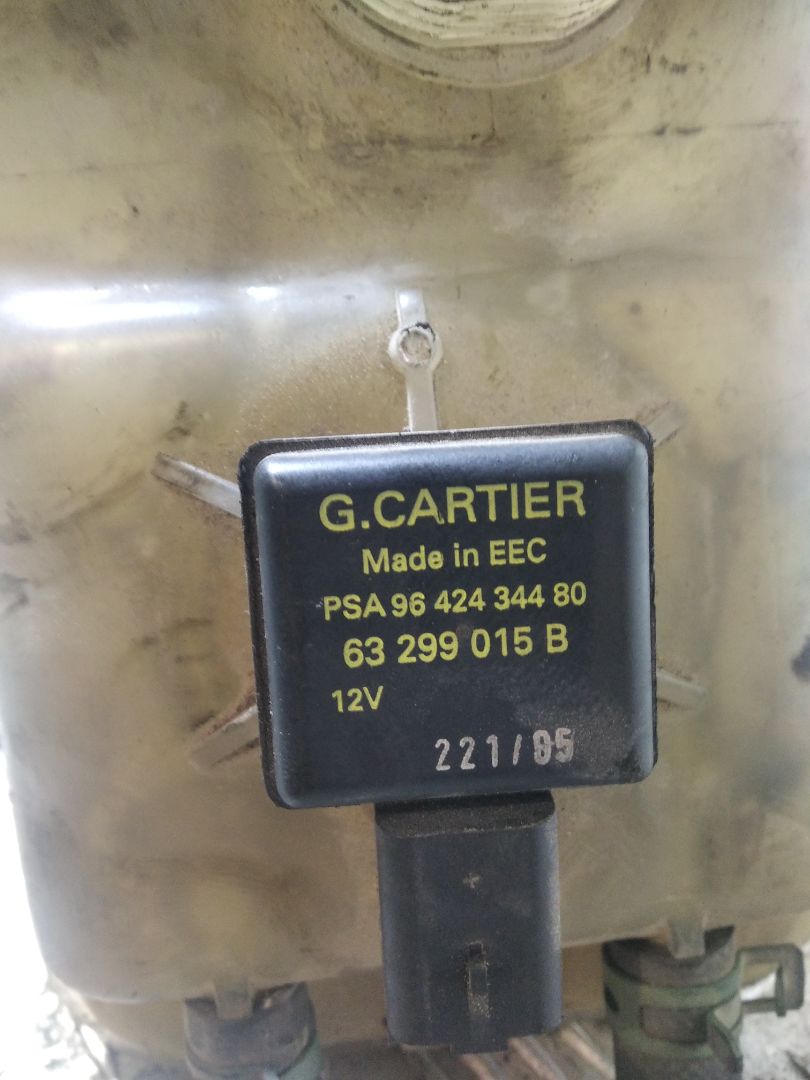 G.CARTIER
Made in EEC
PSA 96 424 344 80
63 299 015 B
12V
221/95